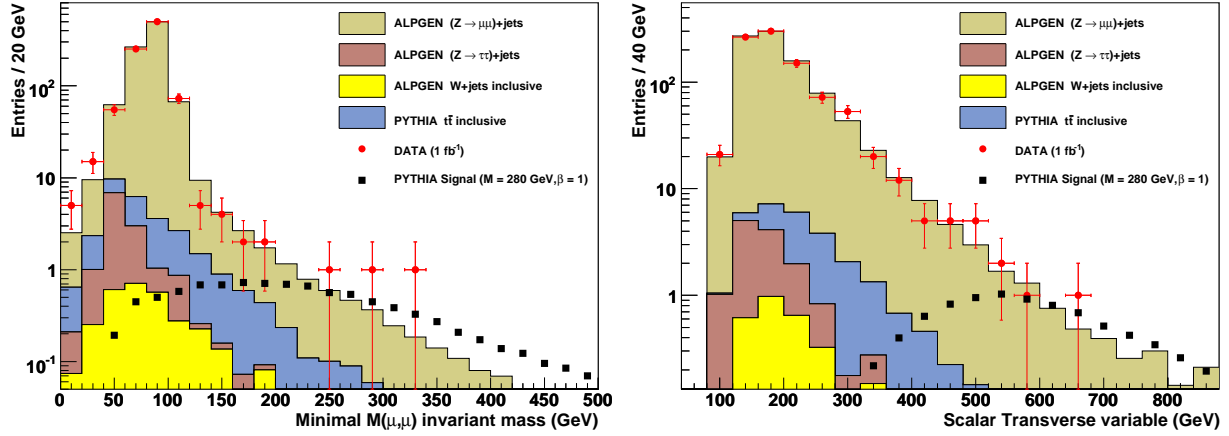 Entries / 20 GeV
10²
10
1
10⁻¹
ALPGEN (Z → μμ)+jets
ALPGEN (Z → ττ)+jets
ALPGEN W+jets inclusive
PYTHIA tt̄ inclusive
DATA (1 fb⁻¹)
PYTHIA Signal (M = 280 GeV,β = 1)
0 50 100 150 200 250 300 350 400 450 500
Minimal M(μ,μ) invariant mass (GeV)
Entries / 40 GeV
10²
10
1
ALPGEN (Z → μμ)+jets
ALPGEN (Z → ττ)+jets
ALPGEN W+jets inclusive
PYTHIA tt̄ inclusive
DATA (1 fb⁻¹)
PYTHIA Signal (M = 280 GeV,β = 1)
100 200 300 400 500 600 700 800
Scalar Transverse variable (GeV)